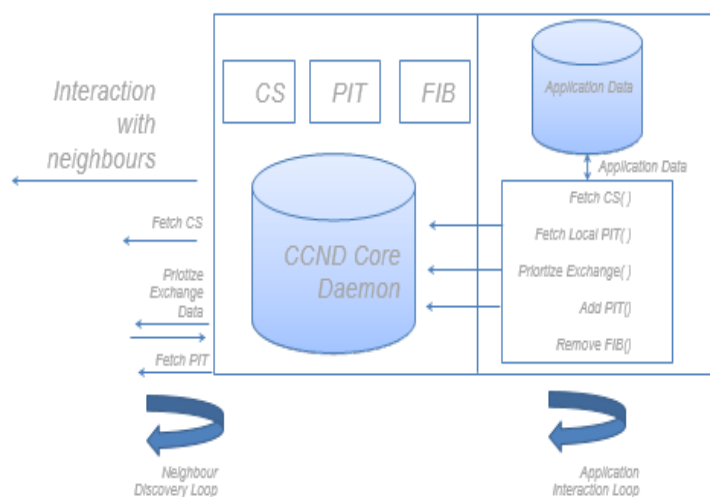 Interaction
with
neighbours
CS
PIT
FIB
Application Data
Application Data
Fetch CS
Priotize
Exchange
Data
Fetch PIT
CCND Core
Daemon
Fetch CS( )
Fetch Local PIT( )
Priortize Exchange( )
Add PIT()
Remove FIB()
Neighbour
Discovery Loop
Application
Interaction Loop